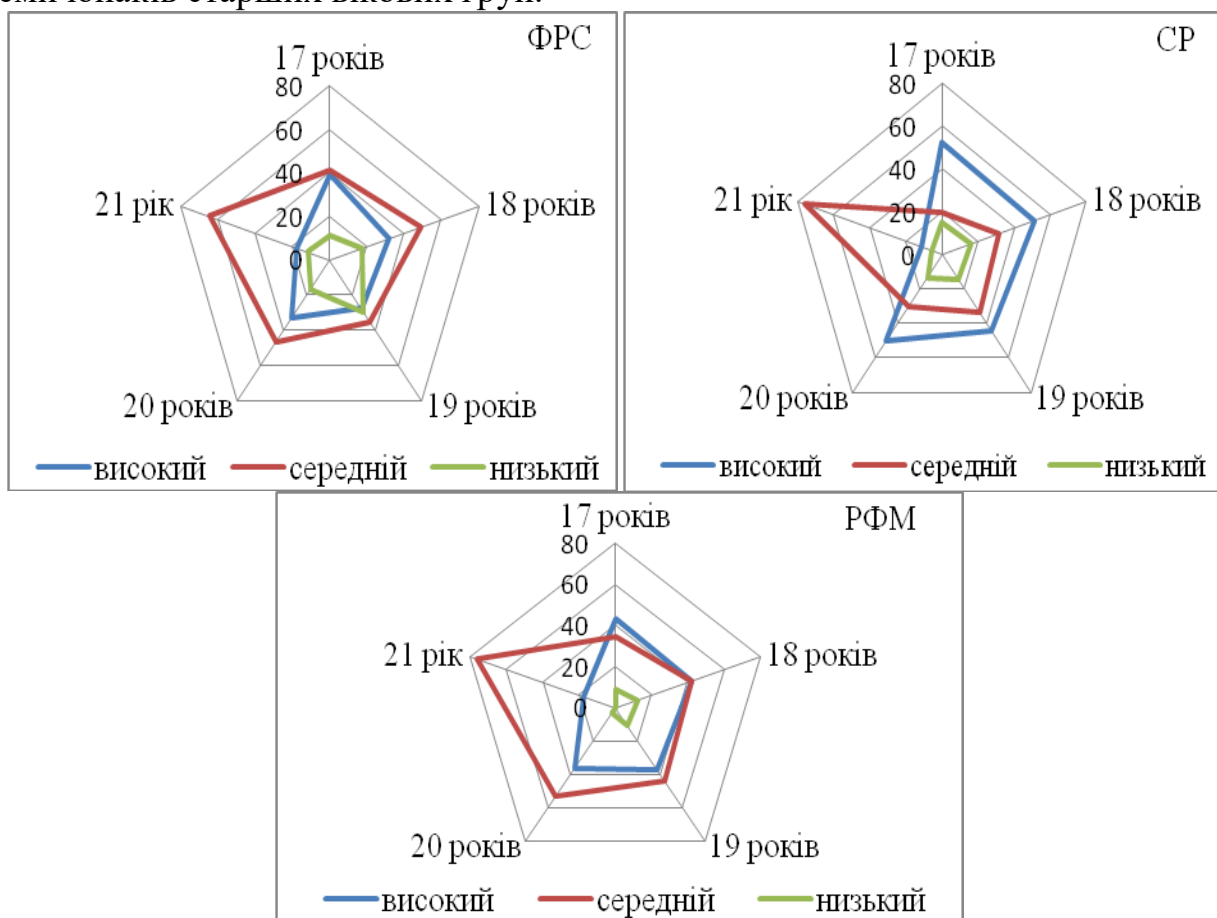 старших вікових груп.
ФРС
17 років
80
60
40
20
0
21 рік
18 років
20 років
19 років
високий середній низький
СР
17 років
80
60
40
20
0
21 рік
18 років
20 років
19 років
високий середній низький
РФМ
17 років
80
60
40
20
0
21 рік
18 років
20 років
19 років
високий середній низький